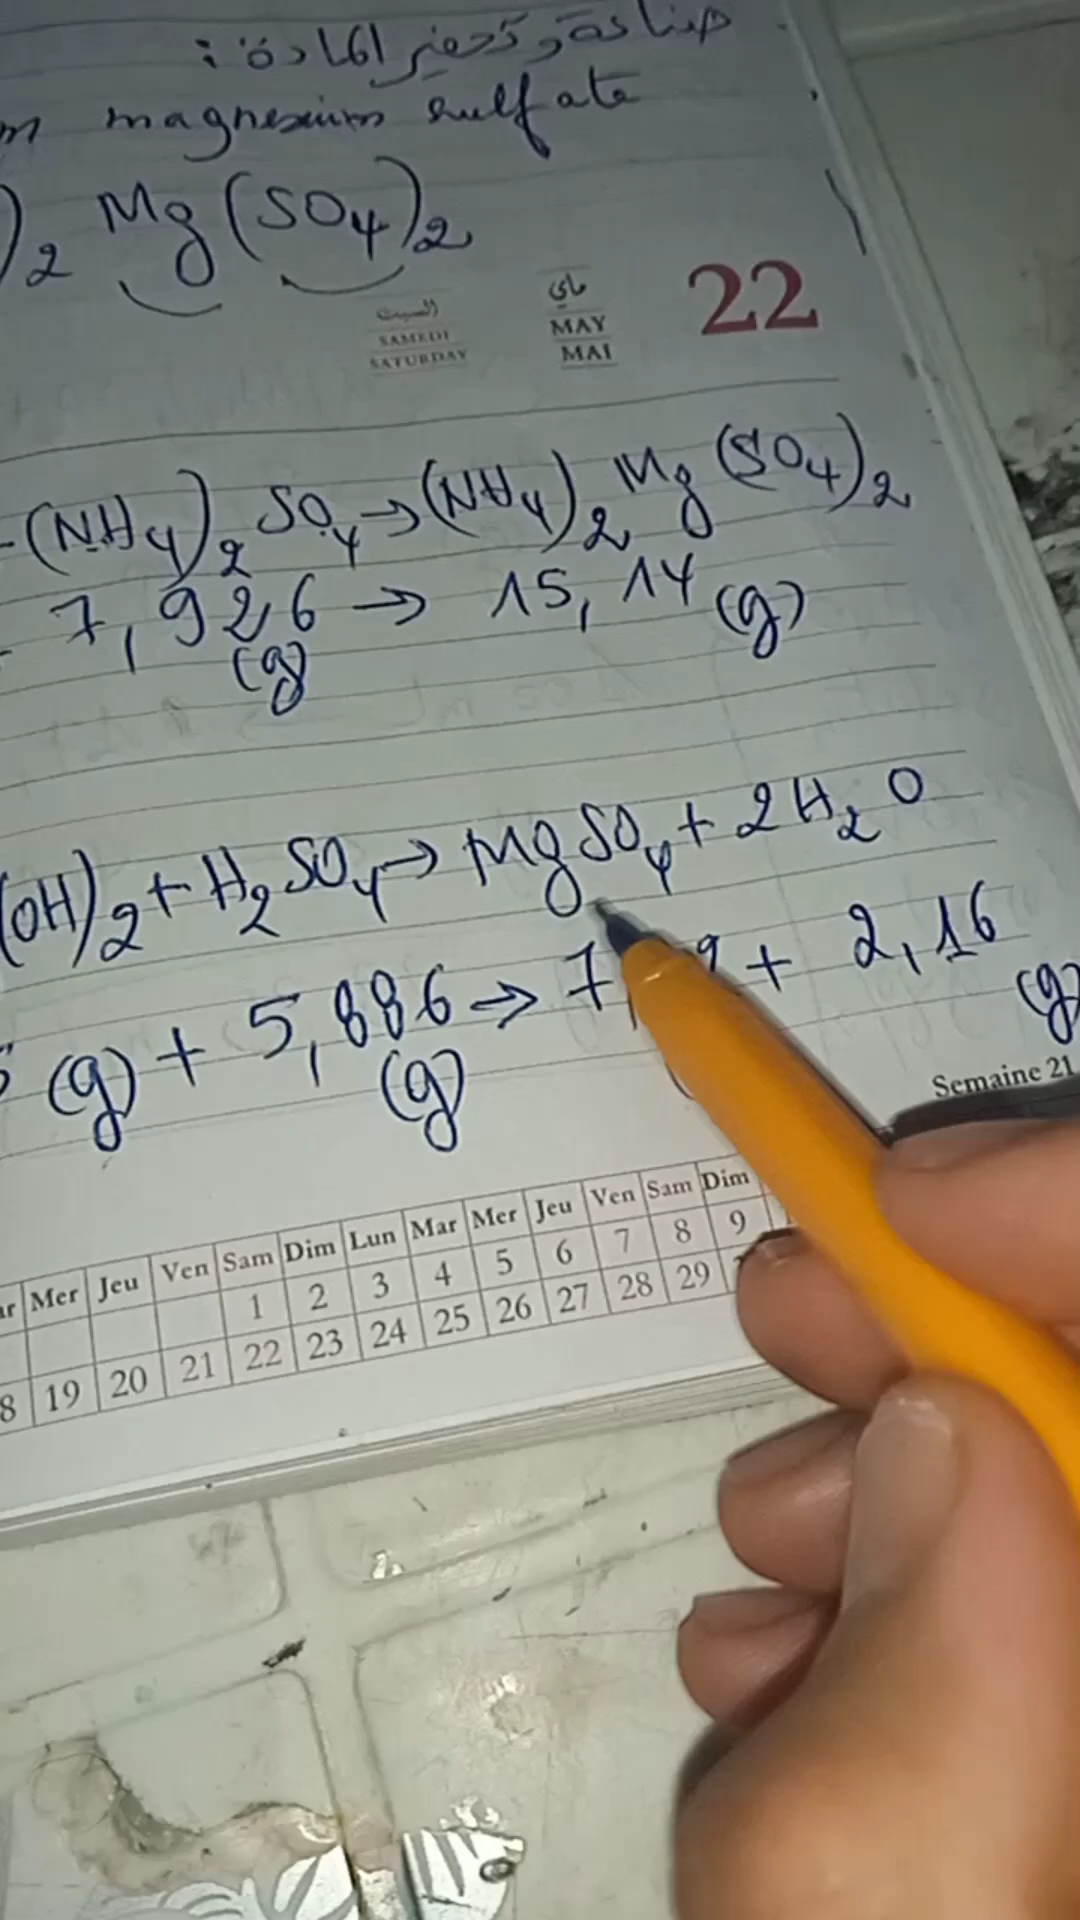 صناعة وتحضير المادة:
m magnesium sulfate
)₂ Mg(SO₄)₂
السبت
SAMEDI
SATURDAY
ماي
MAY
MAI
22
(NH₄)₂SO₄→(NH₄)₂Mg(SO₄)₂
7,926 → 15,14 (g)
(g)
(OH)₂+H₂SO₄→MgSO₄+2H₂O
(g) + 5,886 → 7, + 2,16
(g) (g)
Semaine 21
Mer Jeu Ven Sam Dim Lun Mar Mer Jeu Ven Sam Dim
1 2 3 4 5 6 7 8 9
8 19 20 21 22 23 24 25 26 27 28 29